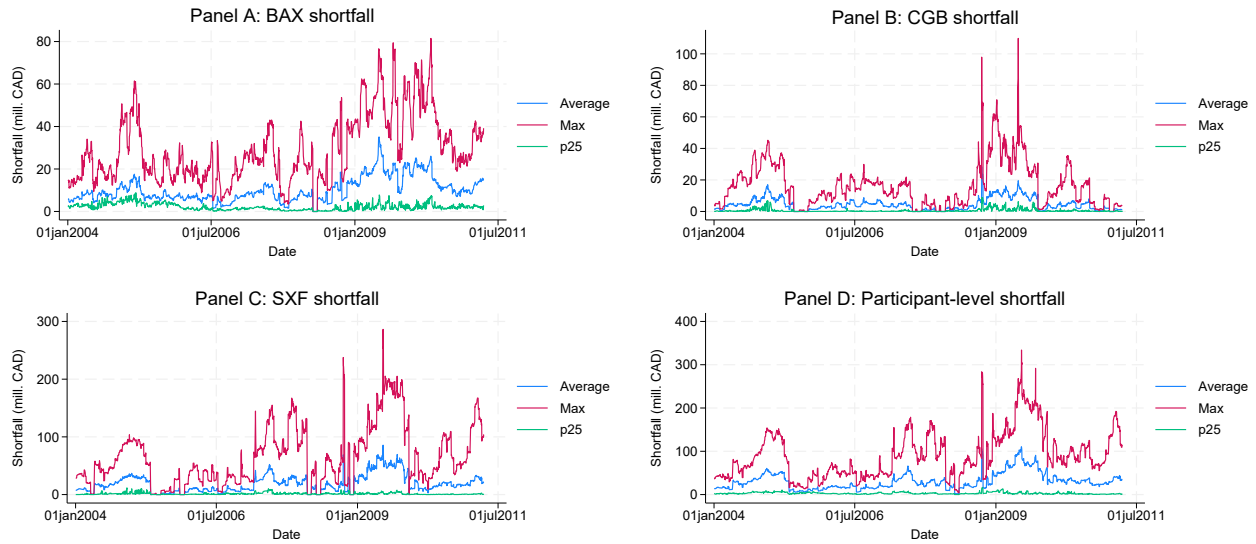 Panel A: BAX shortfall
Shortfall (mill. CAD)
80
60
40
20
0
01jan2004
01jul2006
01jan2009
01jul2011
Date
Average
Max
p25
Panel B: CGB shortfall
Shortfall (mill. CAD)
100
80
60
40
20
0
01jan2004
01jul2006
01jan2009
01jul2011
Date
Average
Max
p25
Panel C: SXF shortfall
Shortfall (mill. CAD)
300
200
100
0
01jan2004
01jul2006
01jan2009
01jul2011
Date
Average
Max
p25
Panel D: Participant-level shortfall
Shortfall (mill. CAD)
400
300
200
100
0
01jan2004
01jul2006
01jan2009
01jul2011
Date
Average
Max
p25